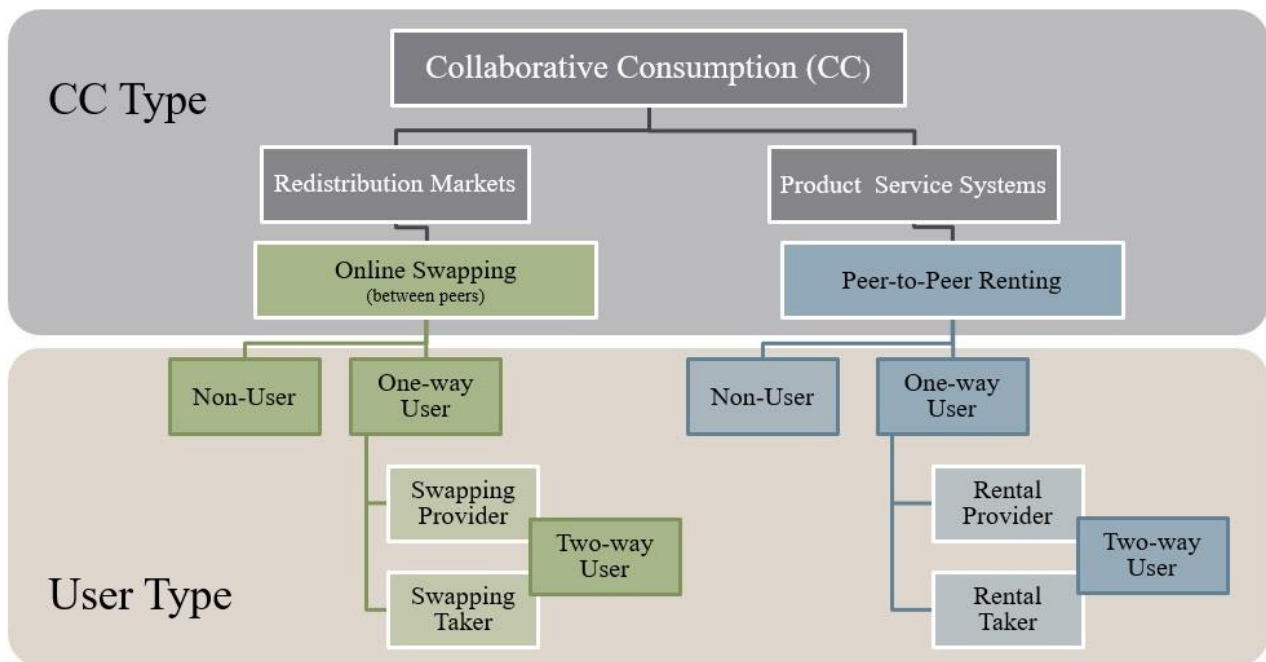 Collaborative Consumption (CC)
CC Type
Redistribution Markets
Product Service Systems
Online Swapping
(between peers)
Peer-to-Peer Renting
Non-User
One-way
User
Non-User
One-way
User
Swapping
Provider
Two-way
User
Swapping
Taker
Rental
Provider
Two-way
User
Rental
Taker
User Type